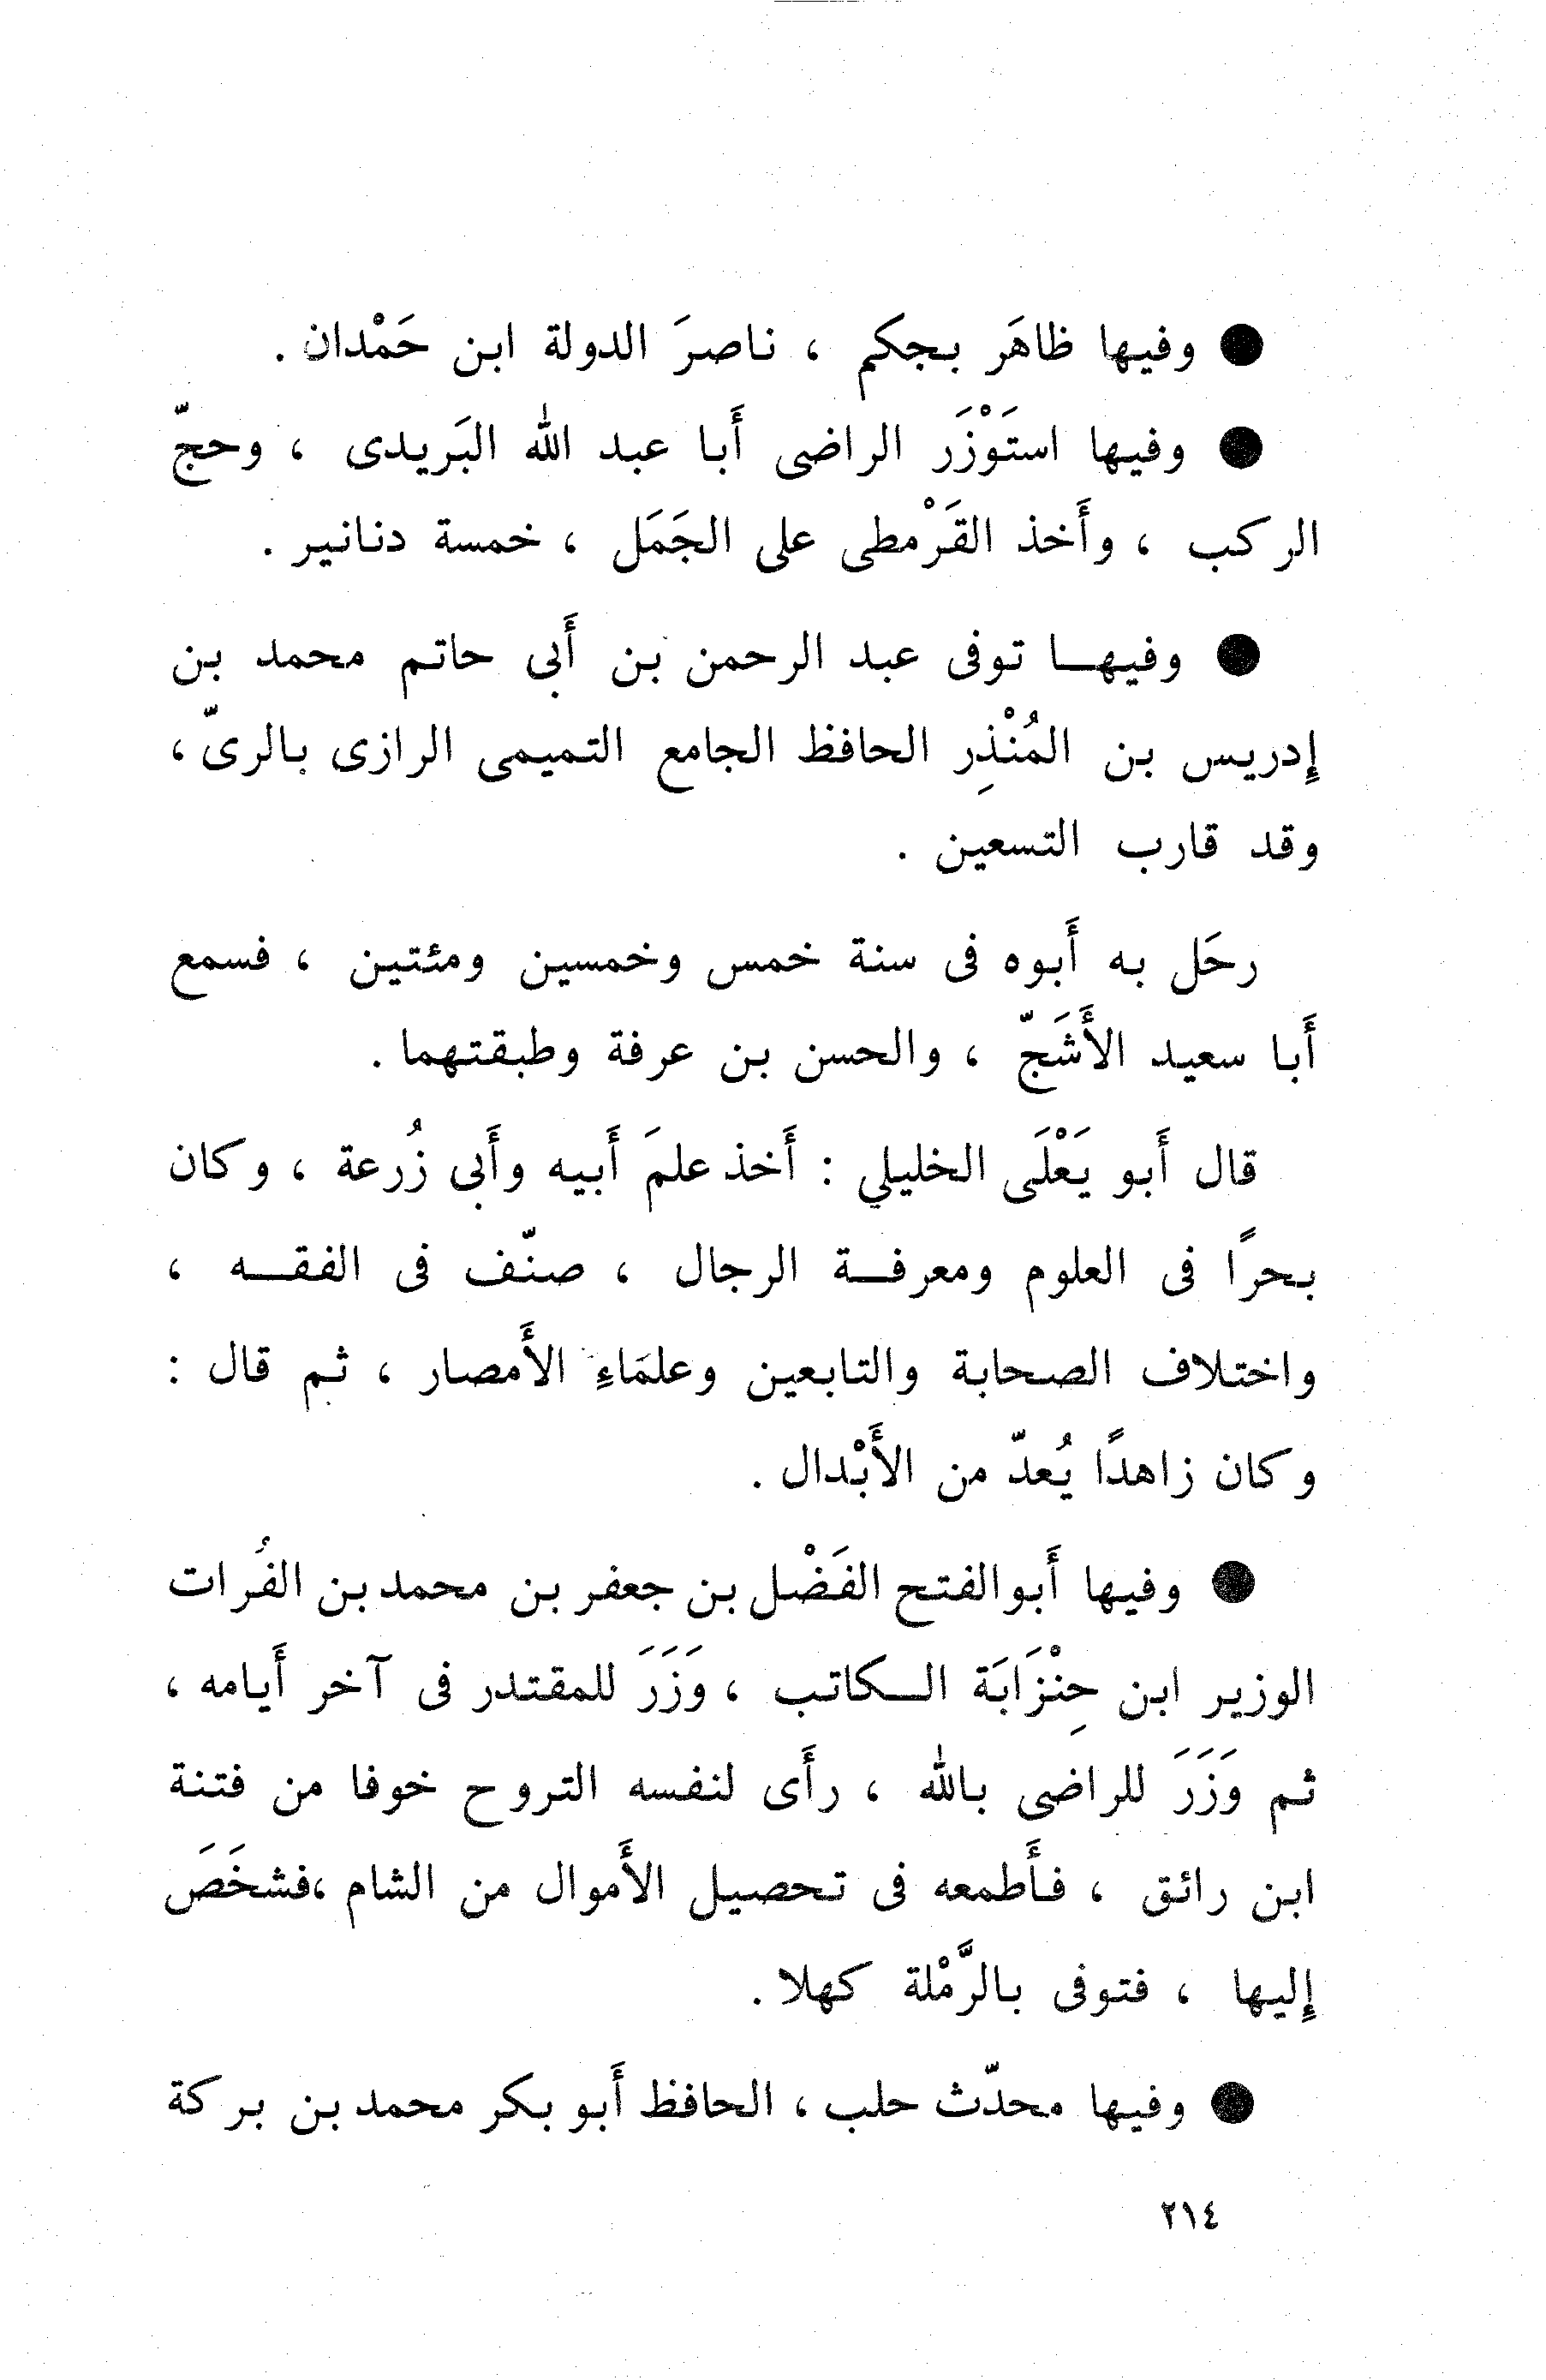 ● وفيها ظاهَر بجكم ، ناصرَ الدولة ابن حَمْدان .
● وفيها استَوْزَر الراضى أَبا عبد الله البَريدى ، وحجّ
الركب ، وأَخذ القَرْمطى على الجَمَل ، خمسة دنانير .
● وفيهـا توفى عبد الرحمن بن أَبى حاتم محمد بن
إِدريس بن المُنْذِر الحافظ الجامع التميمى الرازى بالرىّ ،
وقد قارب التسعين .
رحَل به أَبوه فى سنة خمس وخمسين ومئتين ، فسمع
أَبا سعيد الأَشَجّ ، والحسن بن عرفة وطبقتهما .
قال أَبو يَعْلَى الخليلي : أَخذ علمَ أَبيه وأَبى زُرعة ، وكان
بحرًا فى العلوم ومعرفـة الرجال ، صنّف فى الفقـه ،
واختلاف الصحابة والتابعين وعلمَاءِ الأَمصار ، ثم قال :
وكان زاهدًا يُعدّ من الأَبْدال .
● وفيها أَبوالفتح الفَضْل بن جعفر بن محمد بن الفُرات
الوزير ابن حِنْزَابَة الـكاتب ، وَزَرَ للمقتدر فى آخر أَيامه ،
ثم وَزَرَ للراضى بالله ، رأَى لنفسه التروح خوفا من فتنة
ابن رائق ، فأَطمعه فى تحصيل الأَموال من الشام ،فشخَصَ
إِليها ، فتوفى بالرَّمْلة كهلا .
● وفيها محدّث حلب ، الحافظ أَبو بكر محمد بن بركة
٢١٤